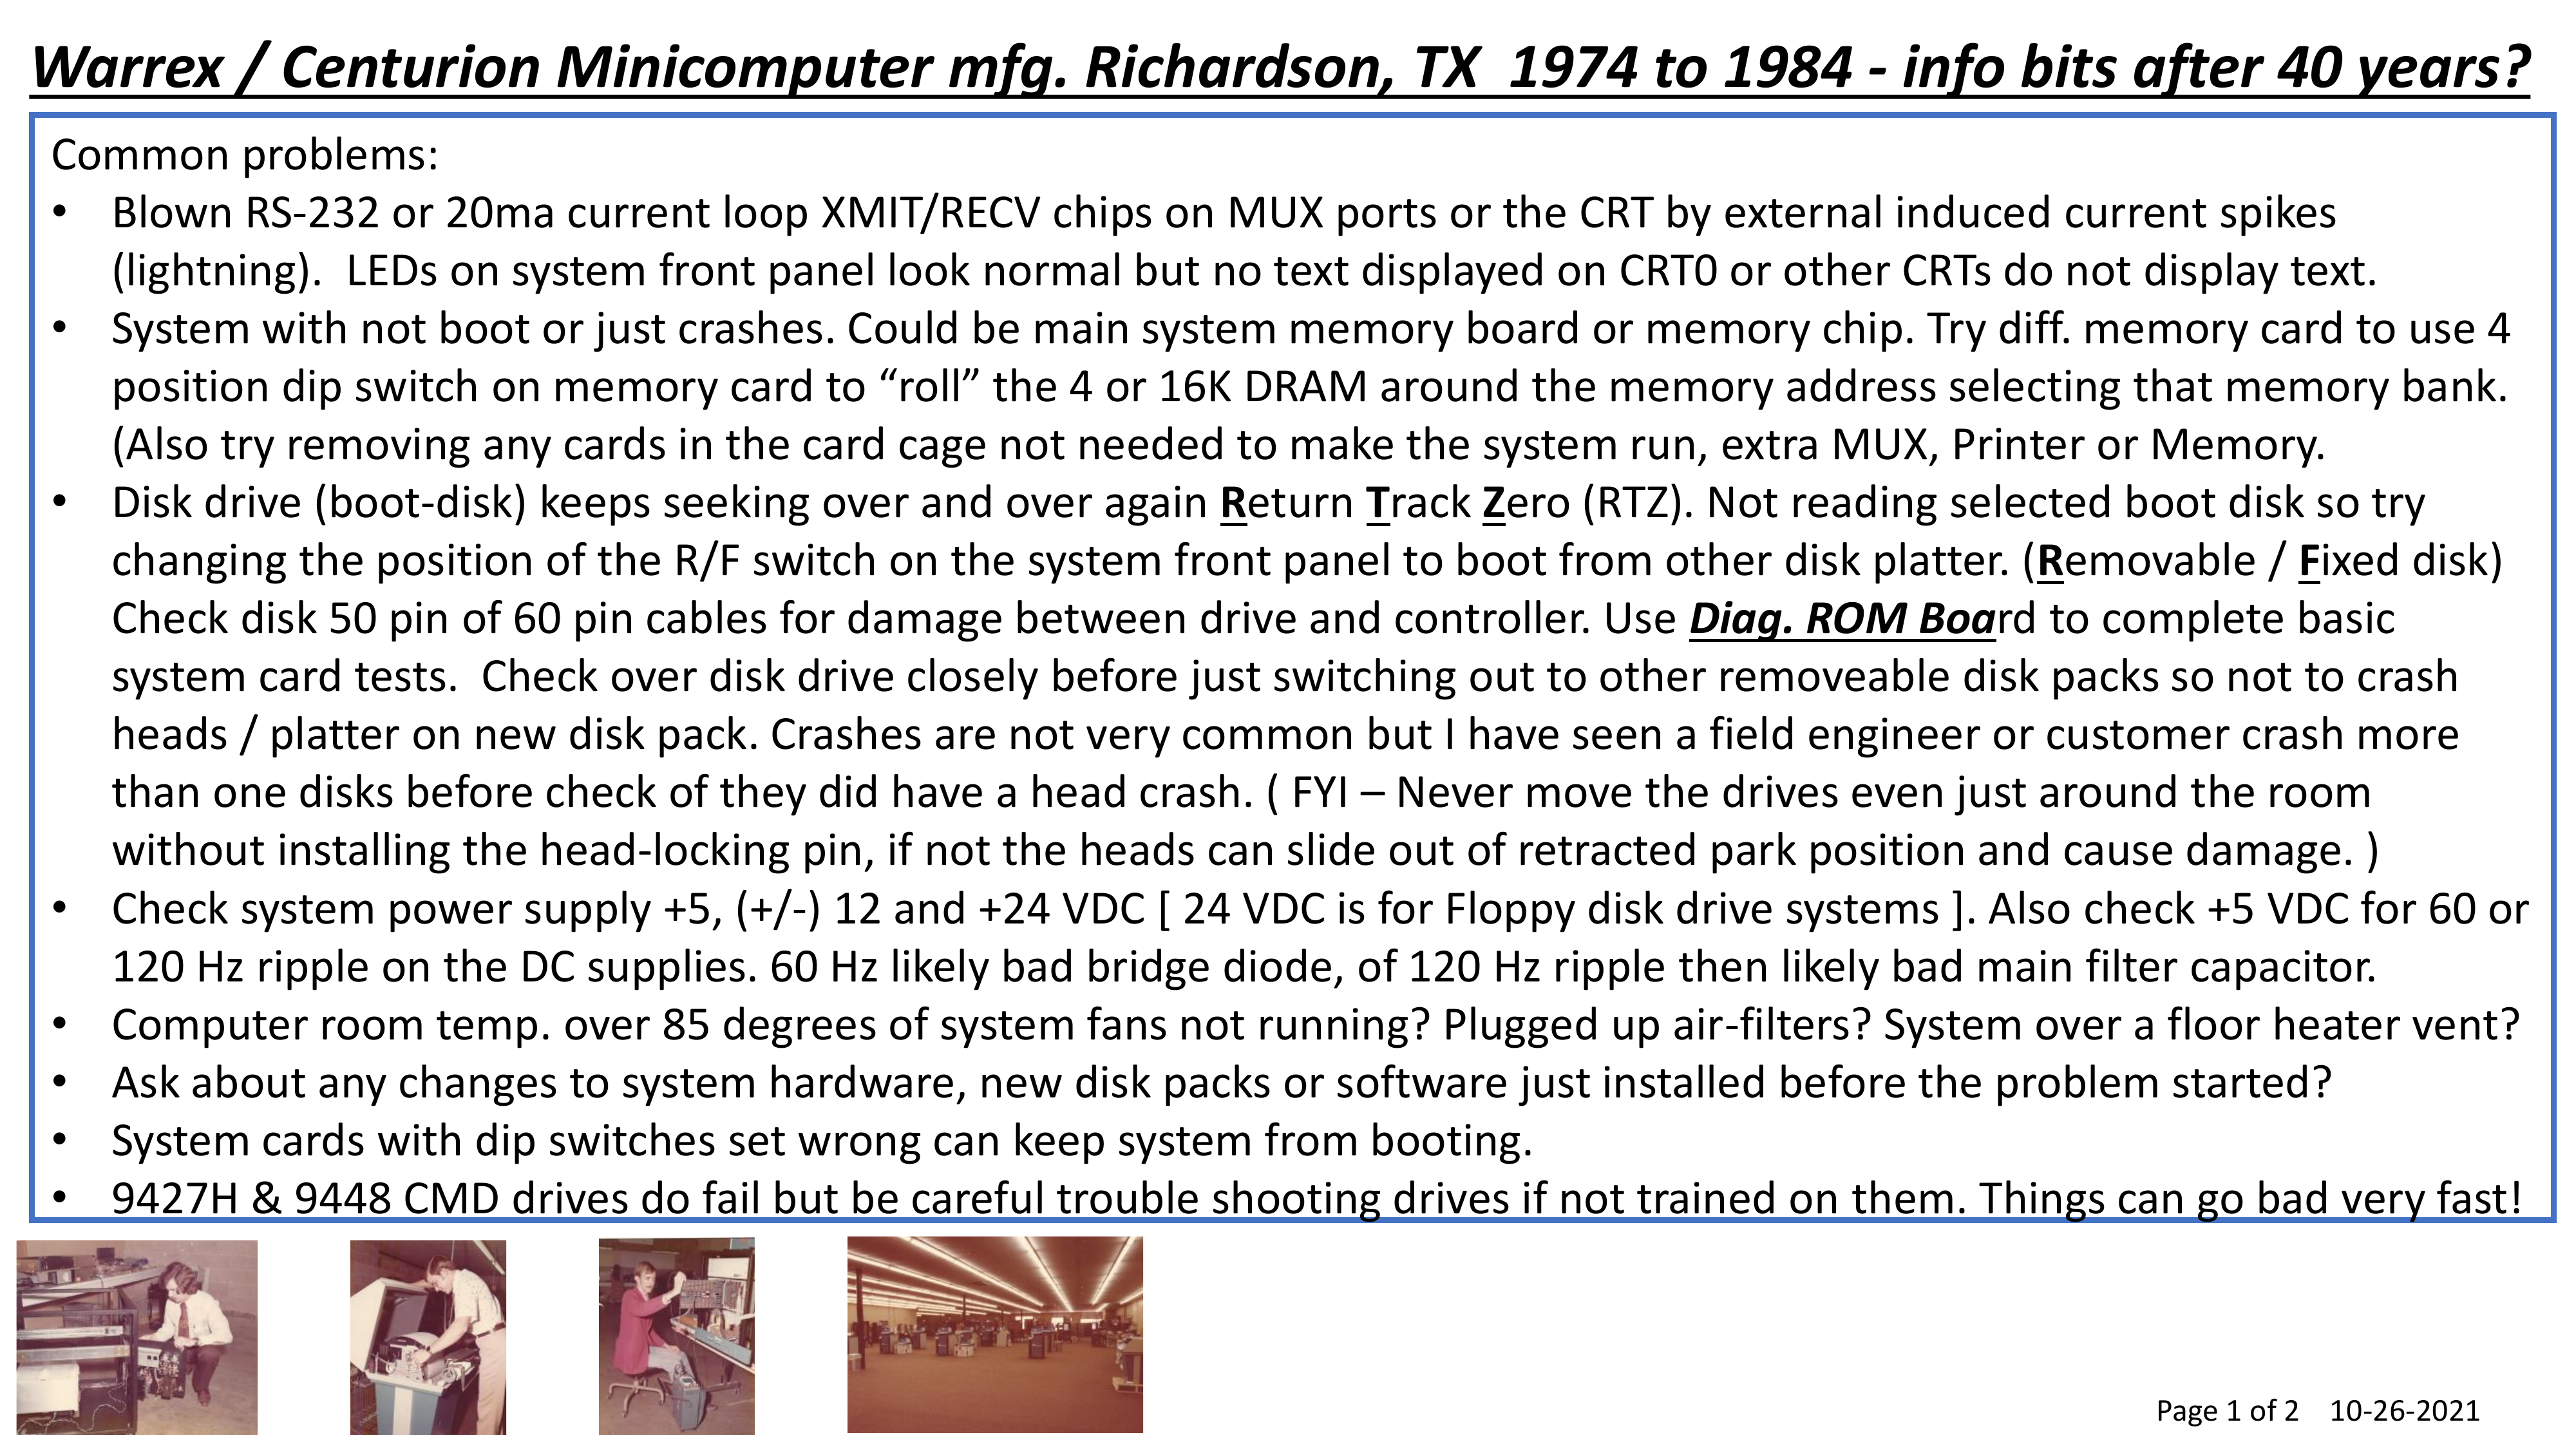 Warrex / Centurion Minicomputer mfg. Richardson, TX  1974 to 1984 - info bits after 40 years?
Common problems:
• Blown RS-232 or 20ma current loop XMIT/RECV chips on MUX ports or the CRT by external induced current spikes
(lightning).  LEDs on system front panel look normal but no text displayed on CRT0 or other CRTs do not display text.
• System with not boot or just crashes. Could be main system memory board or memory chip. Try diff. memory card to use 4
position dip switch on memory card to “roll” the 4 or 16K DRAM around the memory address selecting that memory bank.
(Also try removing any cards in the card cage not needed to make the system run, extra MUX, Printer or Memory.
• Disk drive (boot-disk) keeps seeking over and over again Return Track Zero (RTZ). Not reading selected boot disk so try
changing the position of the R/F switch on the system front panel to boot from other disk platter. (Removable / Fixed disk)
Check disk 50 pin of 60 pin cables for damage between drive and controller. Use Diag. ROM Board to complete basic
system card tests.  Check over disk drive closely before just switching out to other removeable disk packs so not to crash
heads / platter on new disk pack. Crashes are not very common but I have seen a field engineer or customer crash more
than one disks before check of they did have a head crash. ( FYI – Never move the drives even just around the room
without installing the head-locking pin, if not the heads can slide out of retracted park position and cause damage. )
• Check system power supply +5, (+/-) 12 and +24 VDC [ 24 VDC is for Floppy disk drive systems ]. Also check +5 VDC for 60 or
120 Hz ripple on the DC supplies. 60 Hz likely bad bridge diode, of 120 Hz ripple then likely bad main filter capacitor.
• Computer room temp. over 85 degrees of system fans not running? Plugged up air-filters? System over a floor heater vent?
• Ask about any changes to system hardware, new disk packs or software just installed before the problem started?
• System cards with dip switches set wrong can keep system from booting.
• 9427H & 9448 CMD drives do fail but be careful trouble shooting drives if not trained on them. Things can go bad very fast!
Page 1 of 2    10-26-2021